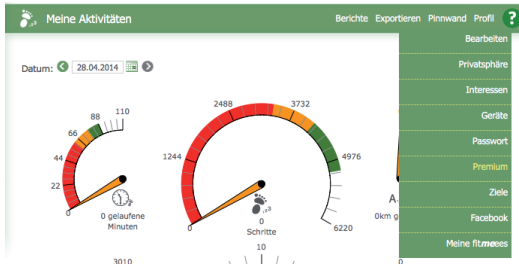 Meine Aktivitäten
Berichte Exportieren Pinnwand Profil ?
Bearbeiten
Privatsphäre
Interessen
Geräte
Passwort
Premium
Ziele
Facebook
Meine fitmøees
Datum: 28.04.2014
110
88
66
44
22
0
0 gelaufene
Minuten
2488 3732
1244 4976
0 6220
0
Schritte
0km g
3010
10